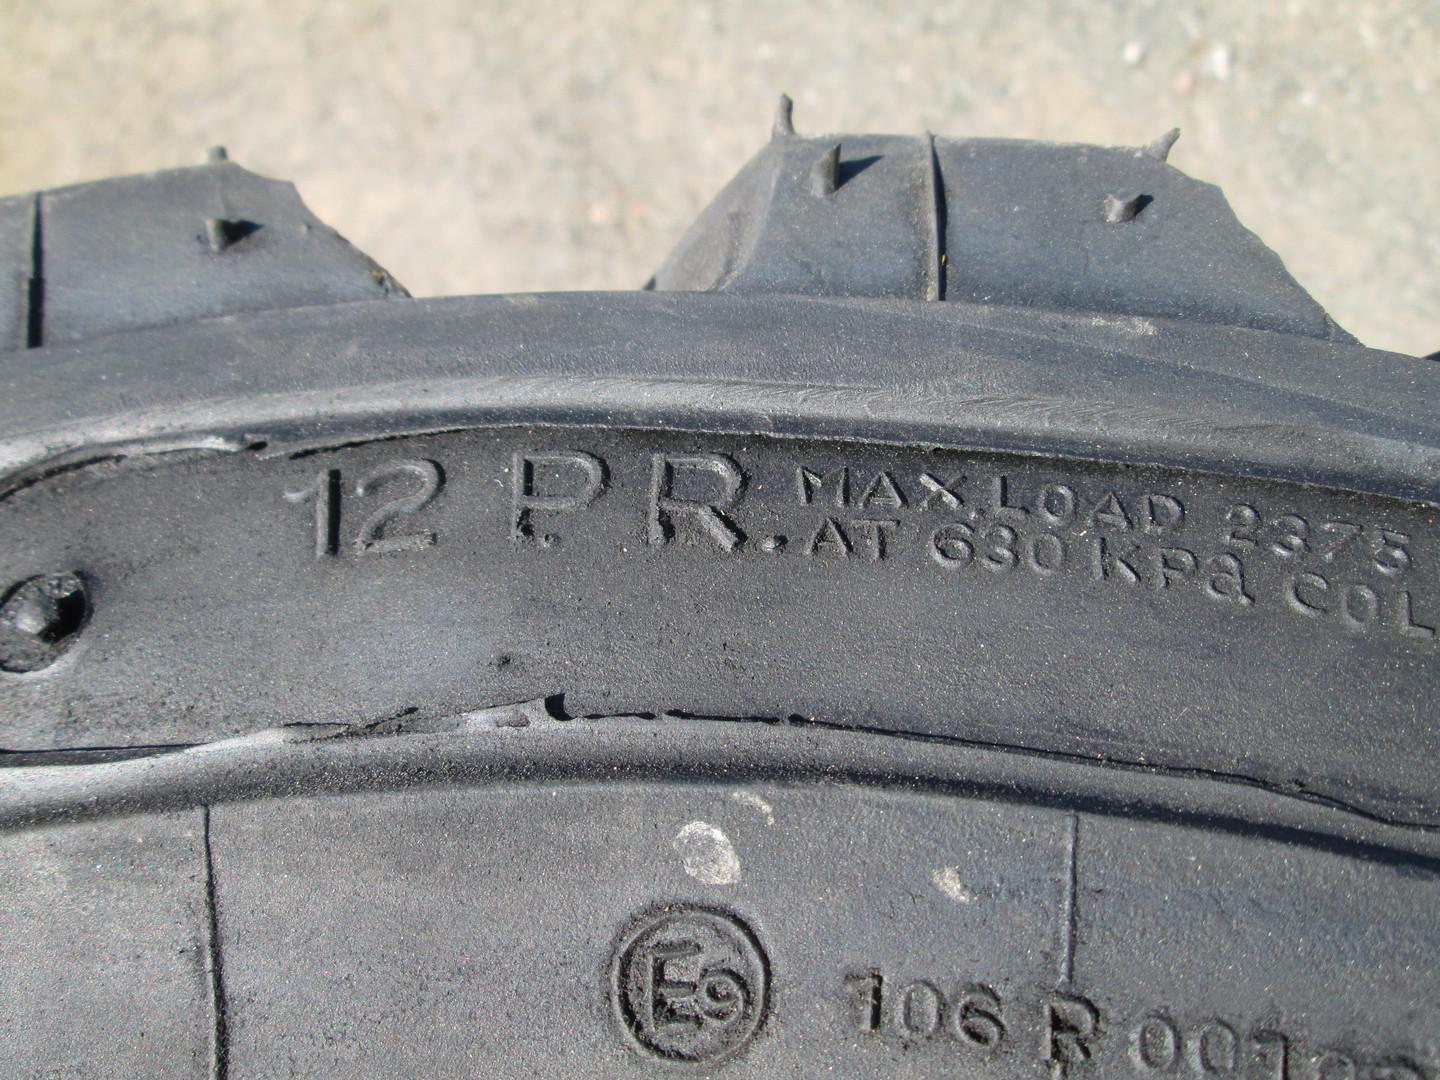 12 P.R. MAX.LOAD 2375
AT 630 KPa COL
E9
106 R